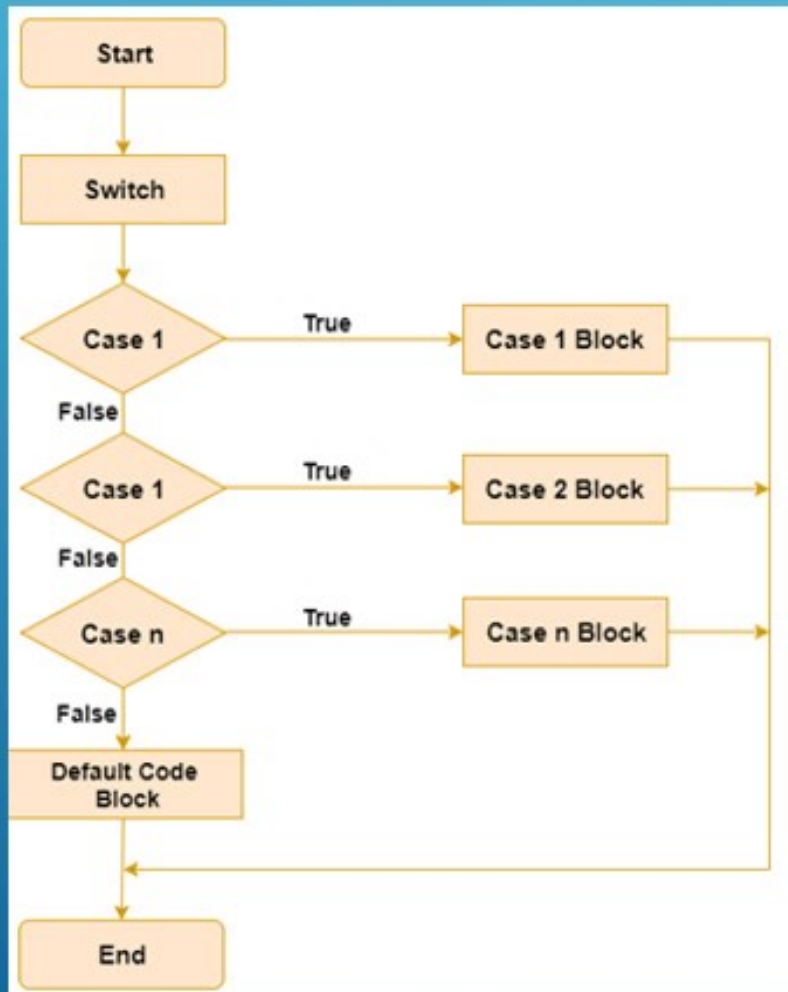 Start
Switch
Case 1
True
Case 1 Block
False
Case 1
True
Case 2 Block
False
Case n
True
Case n Block
False
Default Code
Block
End